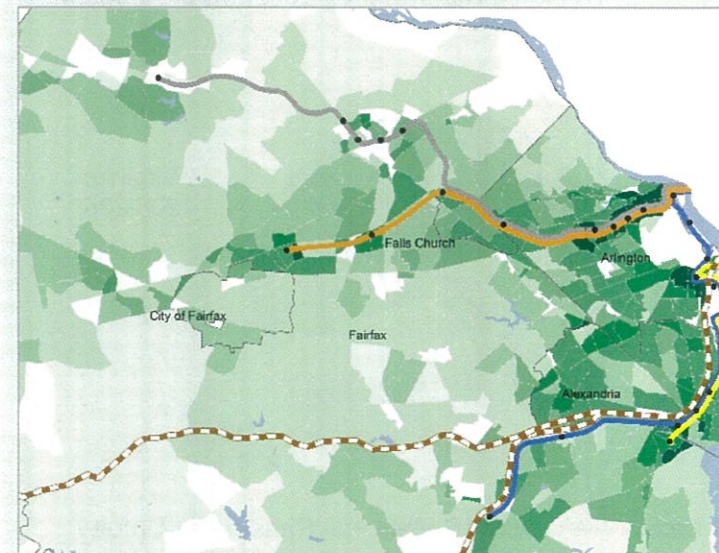 Falls Church
Arlington
City of Fairfax
Fairfax
Alexandria